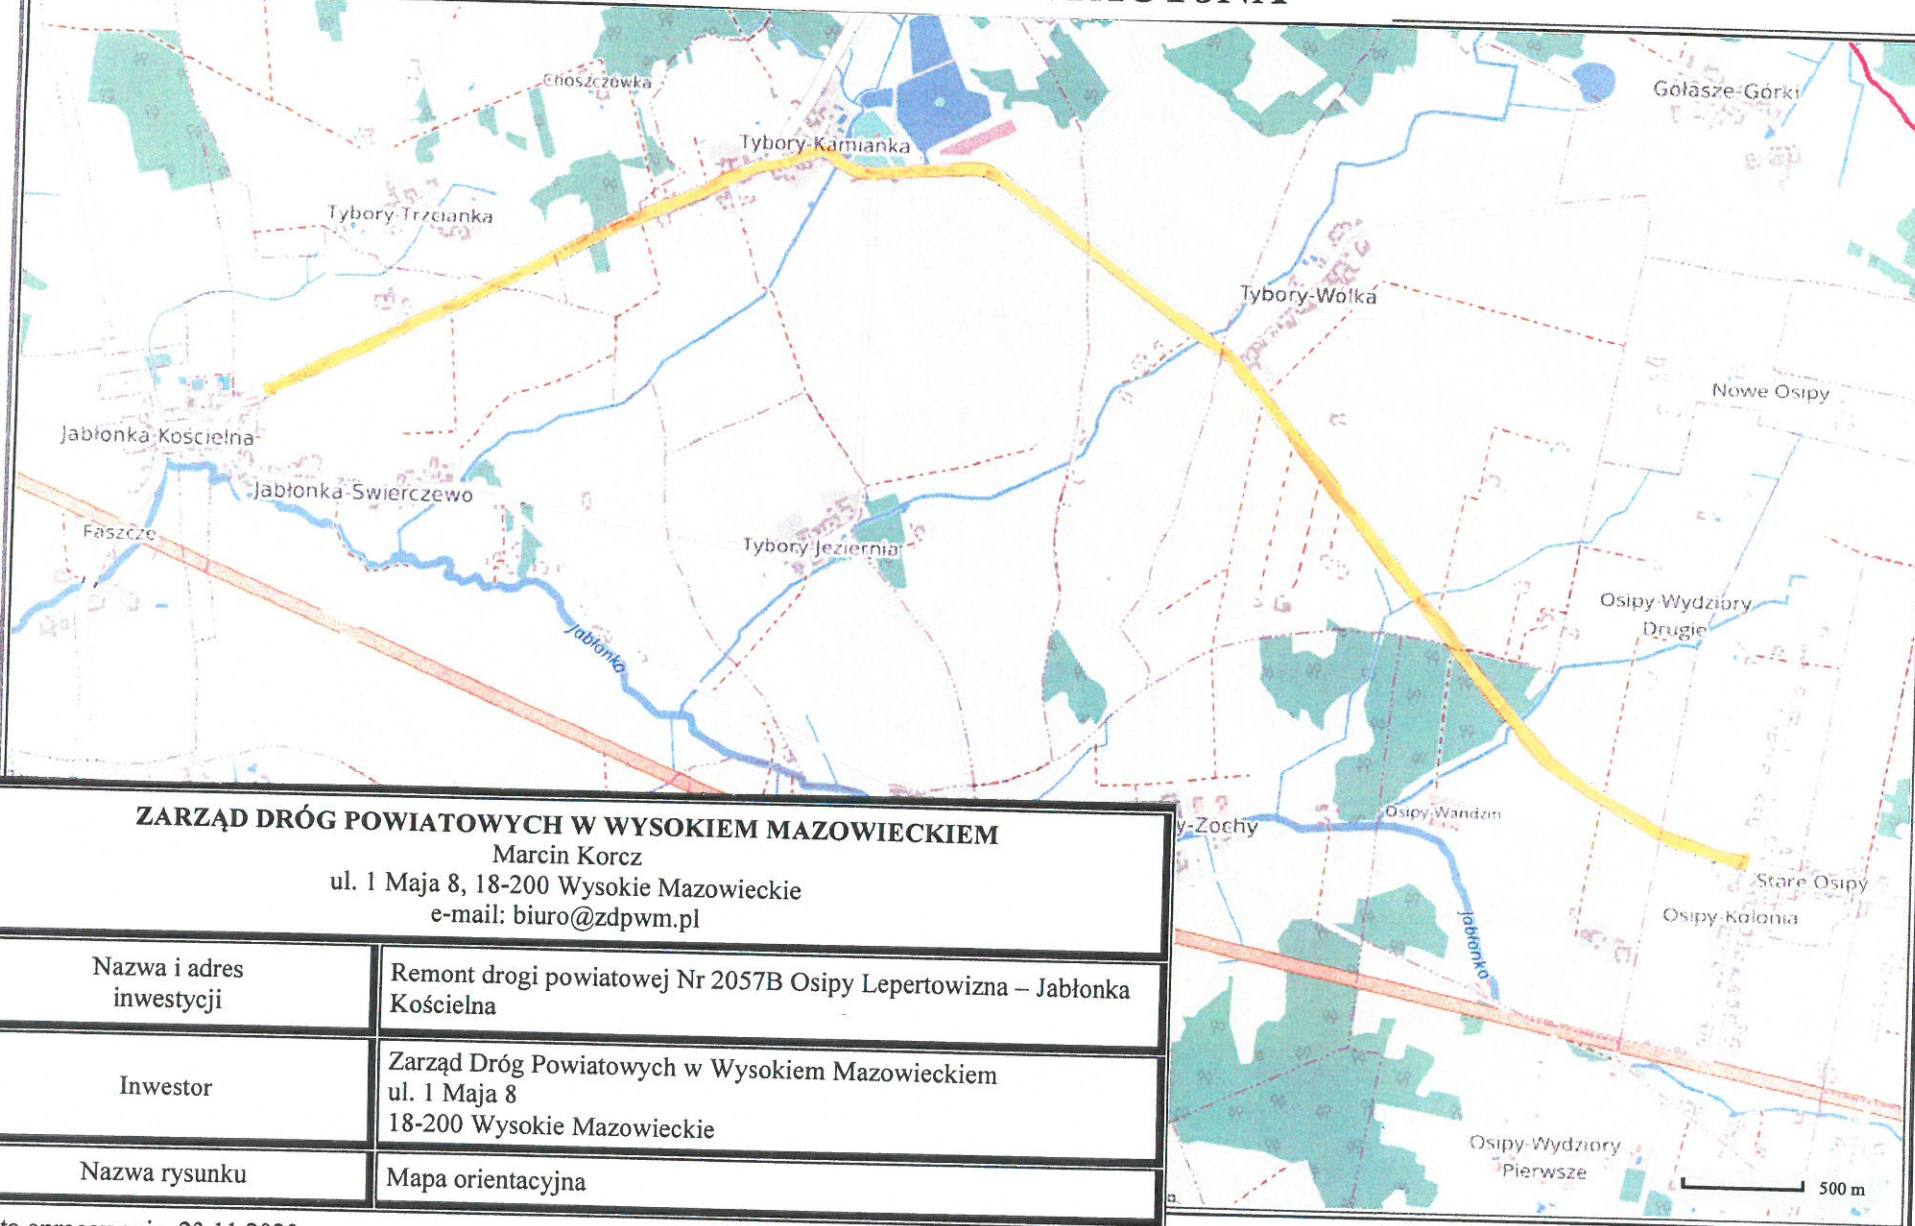 Choszczówka
Gołasze-Górki
Tybory-Kamianka
Tybory-Trzcianka
Tybory-Wólka
Nowe Osipy
Jabłonka Kościelna
Jabłonka-Świerczewo
Faszcze
Tybory-Jeziernia
Jabłonka
Osipy-Wydziory
Drugie
y-Zochy
Osipy-Wandzin
Stare Osipy
Osipy-Kolonia
Jabłonka
Osipy-Wydziory
Pierwsze
500 m
ZARZĄD DRÓG POWIATOWYCH W WYSOKIEM MAZOWIECKIEM
Marcin Korcz
ul. 1 Maja 8, 18-200 Wysokie Mazowieckie
e-mail: biuro@zdpwm.pl
Nazwa i adres
inwestycji
Remont drogi powiatowej Nr 2057B Osipy Lepertowizna – Jabłonka
Kościelna
Inwestor
Zarząd Dróg Powiatowych w Wysokiem Mazowieckiem
ul. 1 Maja 8
18-200 Wysokie Mazowieckie
Nazwa rysunku
Mapa orientacyjna